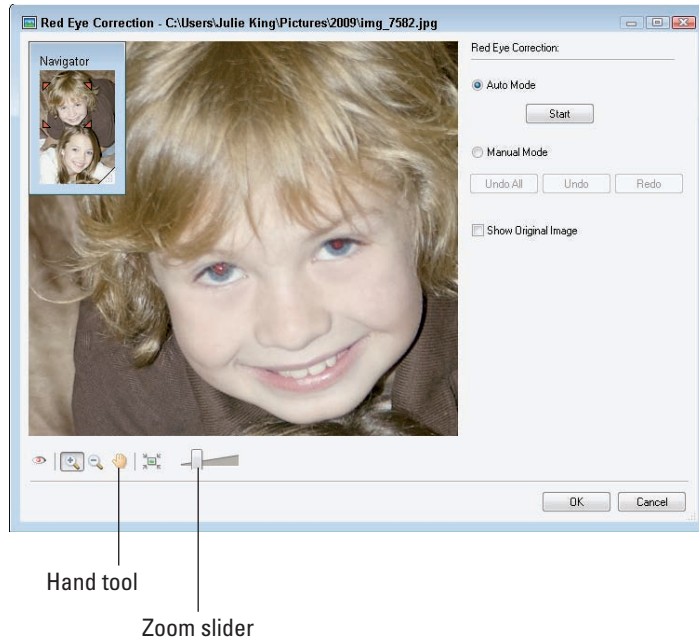 Red Eye Correction - C:\Users\Julie King\Pictures\2009\img_7582.jpg
Navigator
Red Eye Correction:
Auto Mode
Start
Manual Mode
Undo All Undo Redo
Show Original Image
OK Cancel
Hand tool
Zoom slider